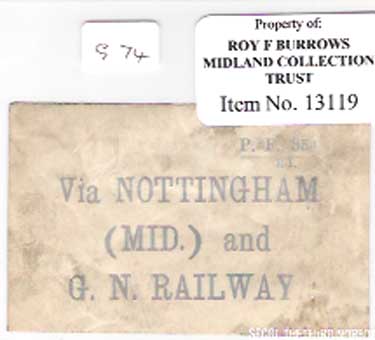 Property of:
ROY F BURROWS
MIDLAND COLLECTION
TRUST
Item No. 13119
G 74
Via NOTTINGHAM
(MID.) and
G. N. RAILWAY